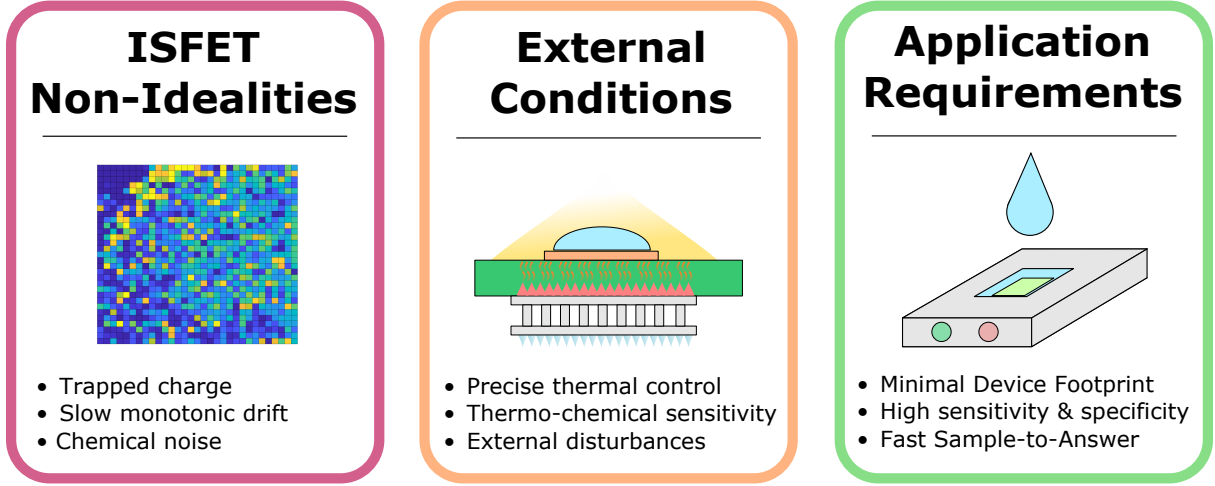 ISFET
Non-Idealities
• Trapped charge
• Slow monotonic drift
• Chemical noise
External
Conditions
• Precise thermal control
• Thermo-chemical sensitivity
• External disturbances
Application
Requirements
• Minimal Device Footprint
• High sensitivity & specificity
• Fast Sample-to-Answer